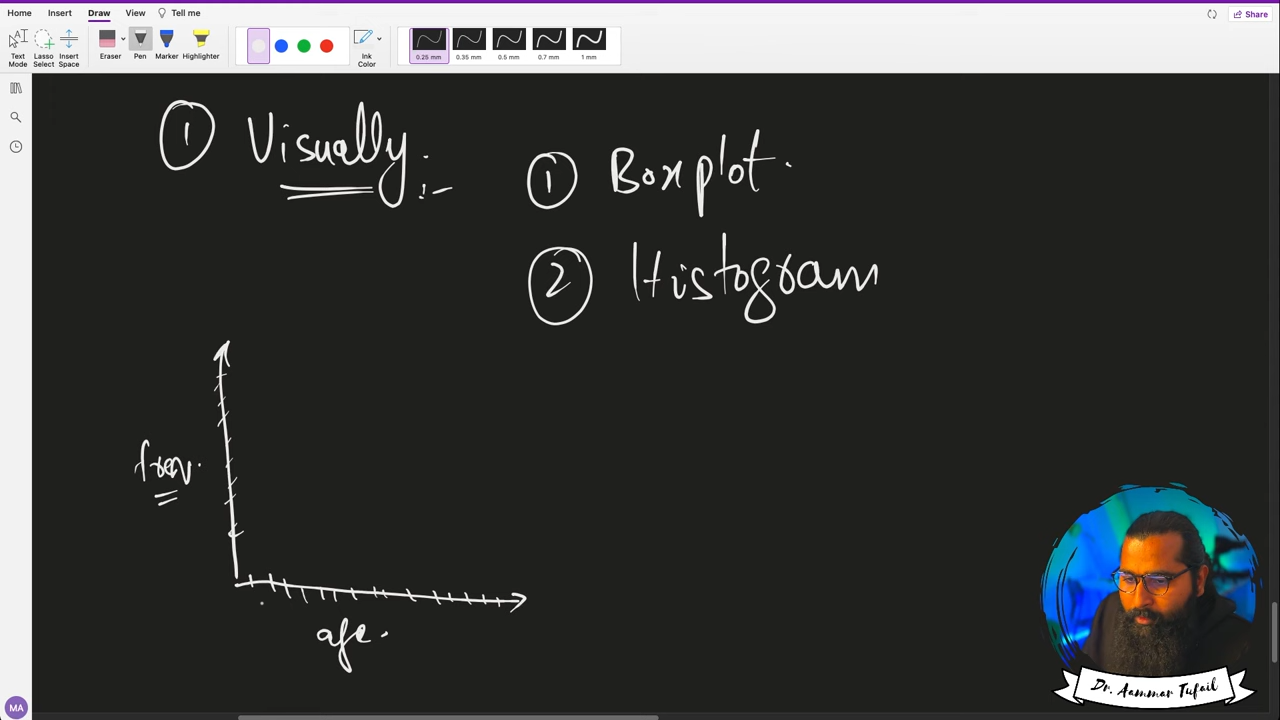 Home Insert Draw View Tell me
Share
Text Mode
Lasso Select
Insert Space
Eraser
Pen
Marker
Highlighter
Ink Color
0.25 mm
0.35 mm
0.5 mm
0.7 mm
1 mm
① Visually :-
① Boxplot.
② Histogram
age.
MA
Dr. Aammar Tufail